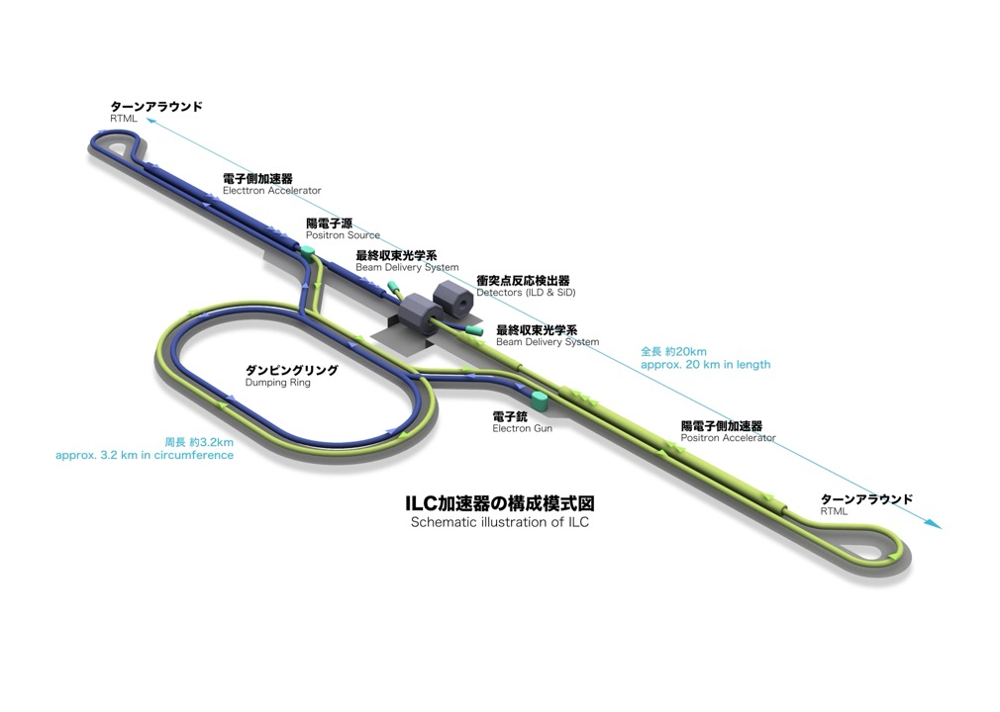 ターンアラウンド
RTML
電子側加速器
Electtron Accelerator
陽電子源
Positron Source
最終収束光学系
Beam Delivery System
衝突点反応検出器
Detectors (ILD & SiD)
最終収束光学系
Beam Delivery System
全長 約20km
approx. 20 km in length
ダンピングリング
Dumping Ring
電子銃
Electron Gun
陽電子側加速器
Positron Accelerator
周長 約3.2km
approx. 3.2 km in circumference
ターンアラウンド
RTML
ILC加速器の構成模式図
Schematic illustration of ILC